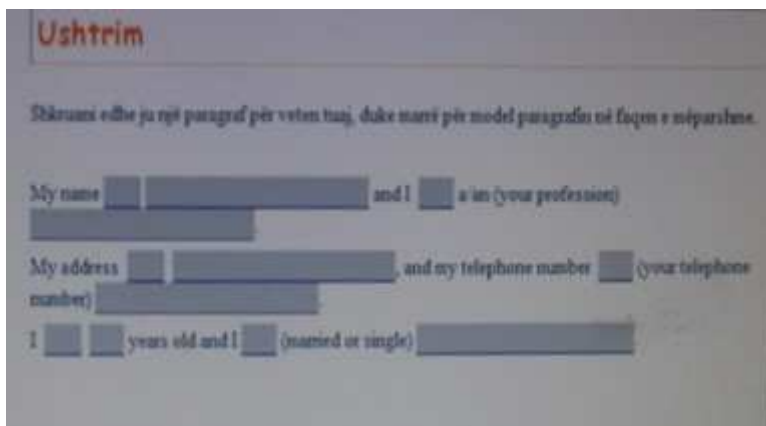 Ushtrim
Shkruani edhe ju një paragraf për veten tuaj, duke marrë për model paragrafin në faqen e mëparshme.
My name and I a/an (your profession)
.
My address , and my telephone number (your telephone
number) .
I years old and I (married or single)